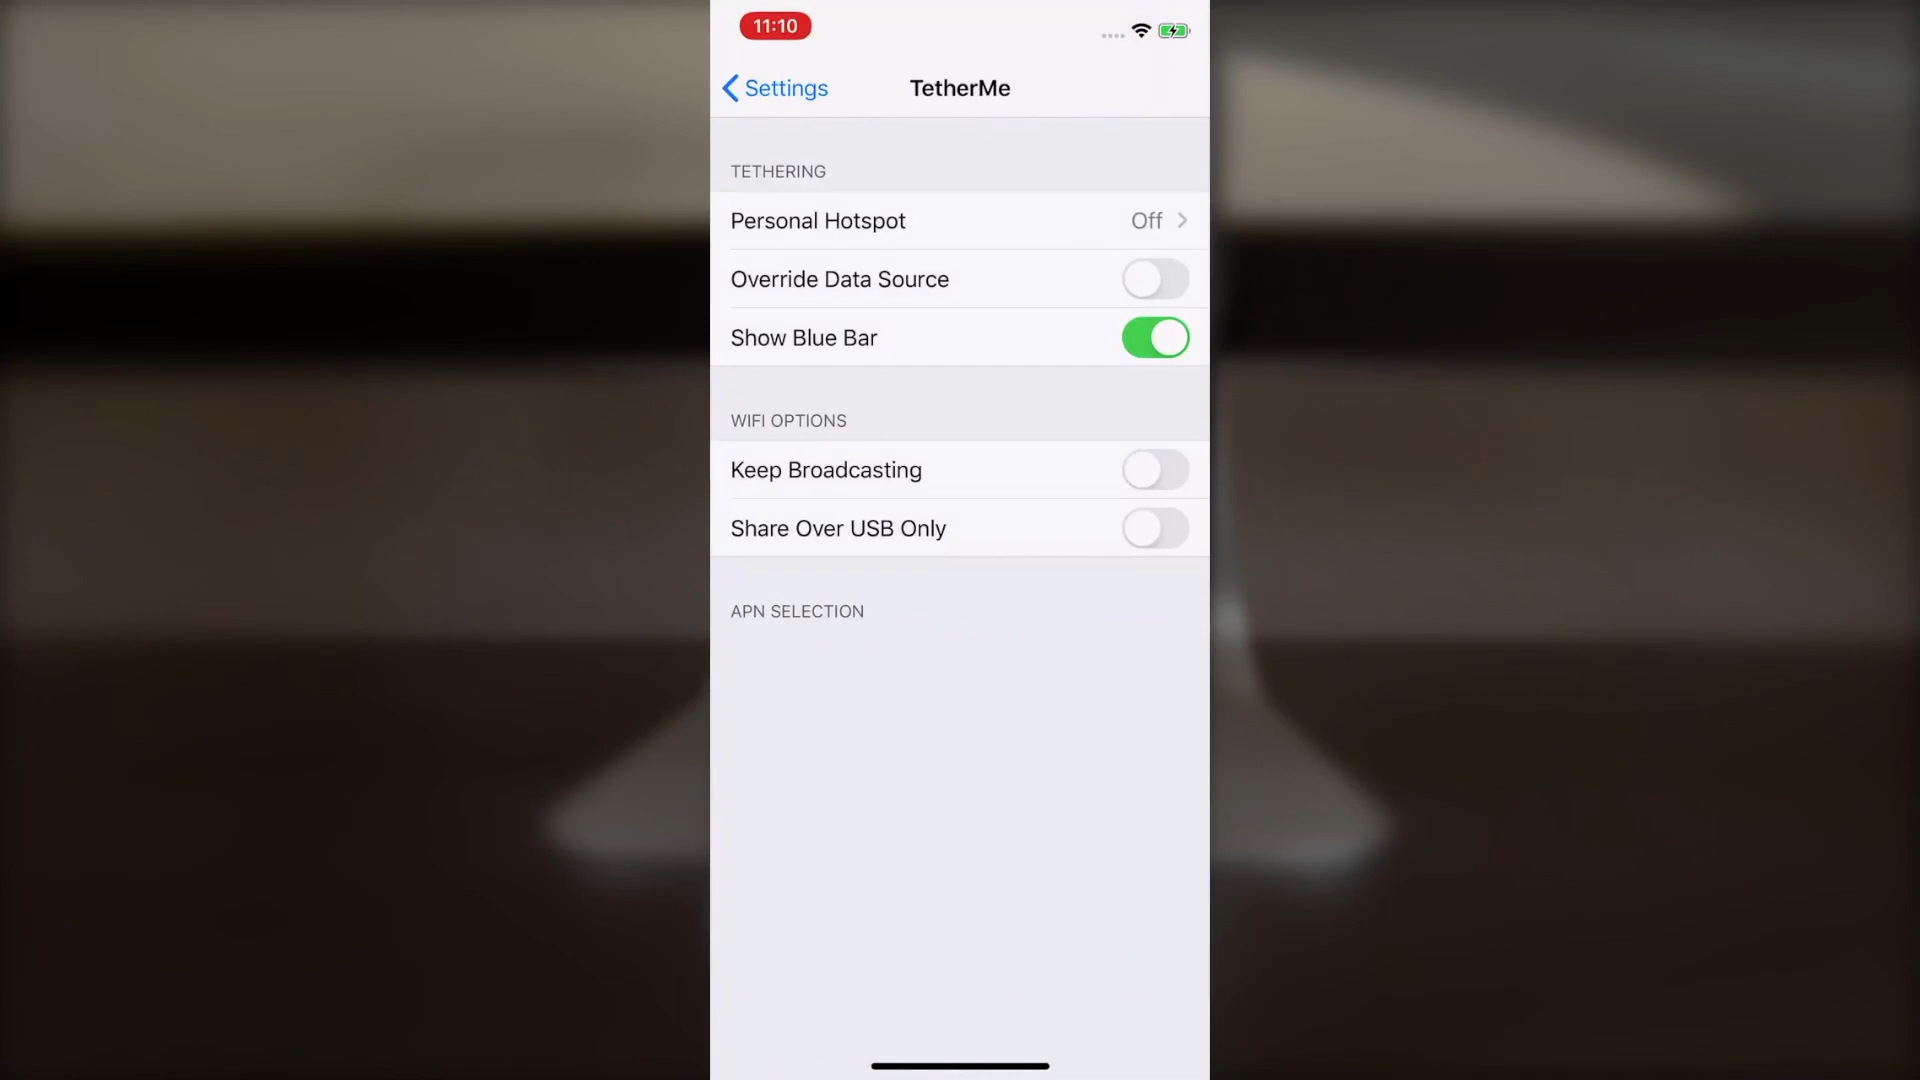 11:10
Settings
TetherMe
TETHERING
Personal Hotspot Off
Override Data Source
Show Blue Bar
WIFI OPTIONS
Keep Broadcasting
Share Over USB Only
APN SELECTION